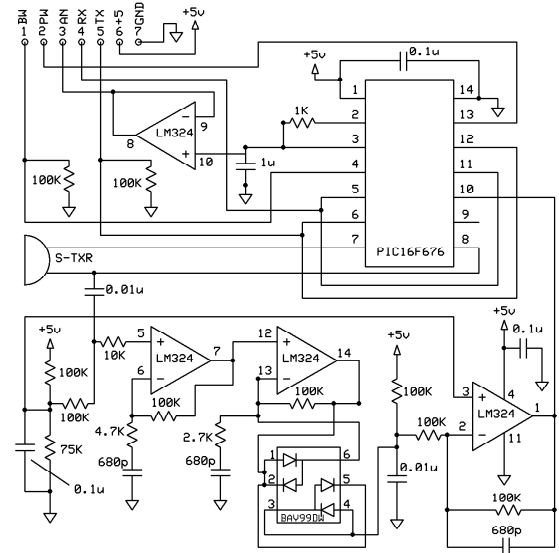 BW PW AN RX TX +5 GND
1 2 3 4 5 6 7
+5v
+5v
0.1u
1 14
1K
2 13
LM324
8 9 10
3 12
1u
4 11
100K 100K
5 10
6 9
7 8
PIC16F676
S-TXR
0.01u
+5v
5 7 12 14
+5v
+5v
0.1u
10K
LM324 LM324
6 13
100K
100K
100K
100K
100K
3 4
LM324
1
2 11
100K
4.7K
2.7K
75K
680p 680p
0.1u
1 6
2 5
3 4
BAV99DW
0.01u
100K
680p